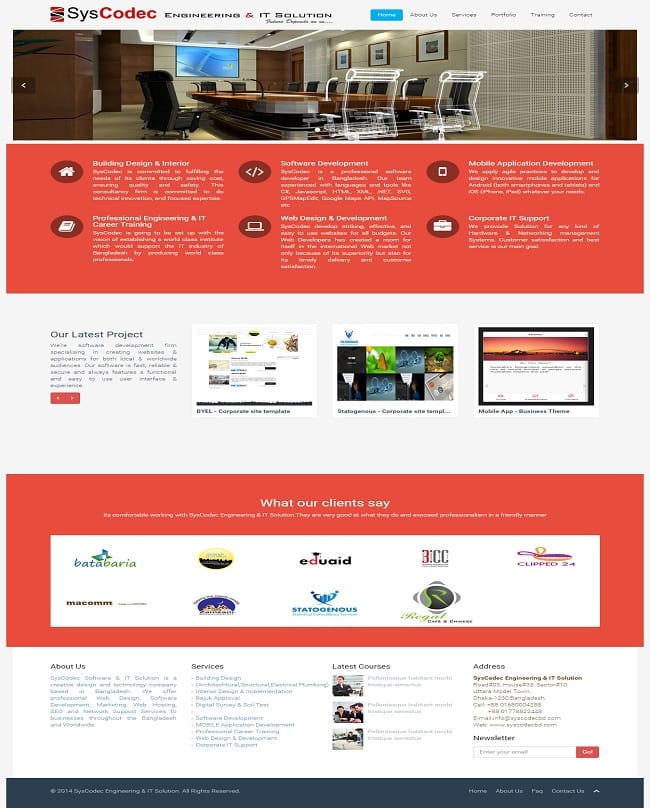 SysCodec Engineering & IT Solution
Future Depends on us.....
Home About Us Services Portfolio Training Contact
Building Design & Interior
SysCodec is committed to fulfilling the
needs of its clients through saving cost,
ensuring quality and safety. This
consultancy firm is committed to do
technical innovation, and focused expertise.
Software Development
SysCodec is a professional software
developer in Bangladesh. Our team
experienced with languages and tools like
C#, Javascript, HTML, XML, .NET, SVG,
GPSMapEdit, Google Maps API, MapSource
etc
Mobile Application Development
We apply agile practices to develop and
design innovative mobile applications for
Android (both smartphones and tablets) and
iOS (iPhone, iPad) whatever your needs.
Professional Engineering & IT
Career Training
SysCodec is going to be set up with the
vision of establishing a world class institute
which would support the IT industry of
Bangladesh by producing world class
professionals.
Web Design & Development
SysCodec develop striking, effective, and
easy to use websites for all budgets. Our
Web Developers has created a room for
itself in the international Web market not
only because of its superiority but also for
its timely delivery and customer
satisfaction.
Corporate IT Support
We provide Solution for any kind of
Hardware & Networking management
Systems. Customer satisfaction and best
service is our main goal.
Our Latest Project
We're software development firm
specialising in creating websites &
applications for both local & worldwide
audiences. Our software is fast, reliable &
secure and always features a functional
and easy to use user interface &
experience.
BYEL - Corporate site template
Statogenous - Corporate site templ...
Mobile App - Business Theme
What our clients say
Its comfortable working with SysCodec Engineering & IT Solution.They are very good at what they do and exposed professionalism in a friendly manner
batabaria
eduaid
BICC
CLIPPED 24
macomm
Zamzam
STATOGENOUS
Statistical Consultancy Services
Regal
CAFE & CHINESE
About Us
SysCodec Software & IT Solution is a
creative design and technology company
based in Bangladesh. We offer
professional Web Design, Software
Development, Marketing, Web Hosting,
SEO and Network Support Services to
businesses throughout the Bangladesh
and Worldwide.
Services
- Building Design
- (Architectural,Structural,Electrical,Plumbing)
- Interior Design & Implementation
- Rajuk Approval
- Digital Survey & Soil Test
- Software Development
- MOBILE Application Development
- Professional Career Training
- Web Design & Development
- Corporate IT Support
Latest Courses
Pellentesque habitant morbi
tristique senectus
Pellentesque habitant morbi
tristique senectus
Pellentesque habitant morbi
tristique senectus
Address
SysCodec Engineering & IT Solution
Road#05, House#33, Sector#10
Uttara Model Town
Dhaka-1230,Bangladesh.
Cell: +88 01680004288
+88 01778822448
E-mail:info@syscodecbd.com
Web: www.syscodecbd.com
Newsletter
Enter your email Go!
© 2014 SysCodec Engineering & IT Solution. All Rights Reserved.
Home About Us Faq Contact Us